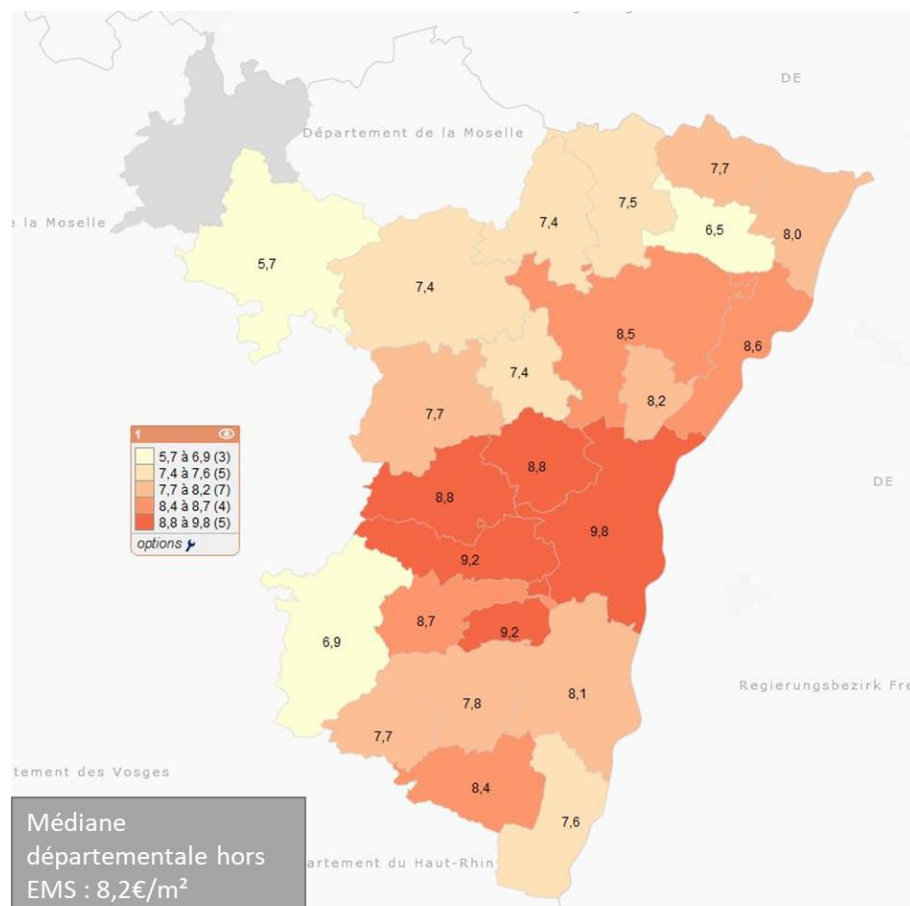 DE
Département de la Moselle
7,7
7,5
e la Moselle
7,4
6,5
8,0
5,7
7,4
8,5
8,6
7,4
8,2
7,7
1
5,7 à 6,9 (3)
7,4 à 7,6 (5)
7,7 à 8,2 (7)
8,4 à 8,7 (4)
8,8 à 9,8 (5)
options
8,8
8,8
DE
9,8
9,2
8,7
9,2
6,9
Regierungsbezirk Fre
8,1
7,8
7,7
tement des Vosges
8,4
7,6
artement du Haut-Rhin
Médiane
départementale hors
EMS : 8,2€/m²